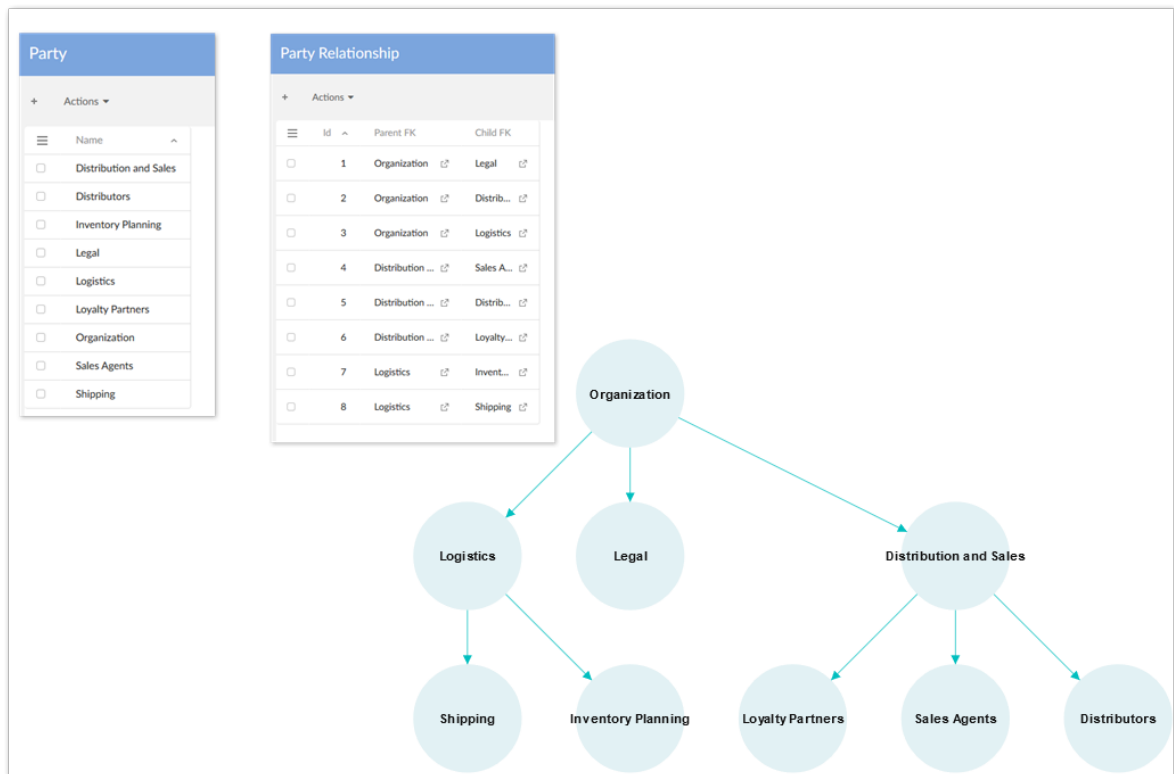 Party
+ Actions
Name
Distribution and Sales
Distributors
Inventory Planning
Legal
Logistics
Loyalty Partners
Organization
Sales Agents
Shipping
Party Relationship
+ Actions
Id Parent FK Child FK
1 Organization Legal
2 Organization Distrib...
3 Organization Logistics
4 Distribution ... Sales A...
5 Distribution ... Distrib...
6 Distribution ... Loyalty...
7 Logistics Invent...
8 Logistics Shipping
Organization
Logistics Legal Distribution and Sales
Shipping Inventory Planning Loyalty Partners Sales Agents Distributors